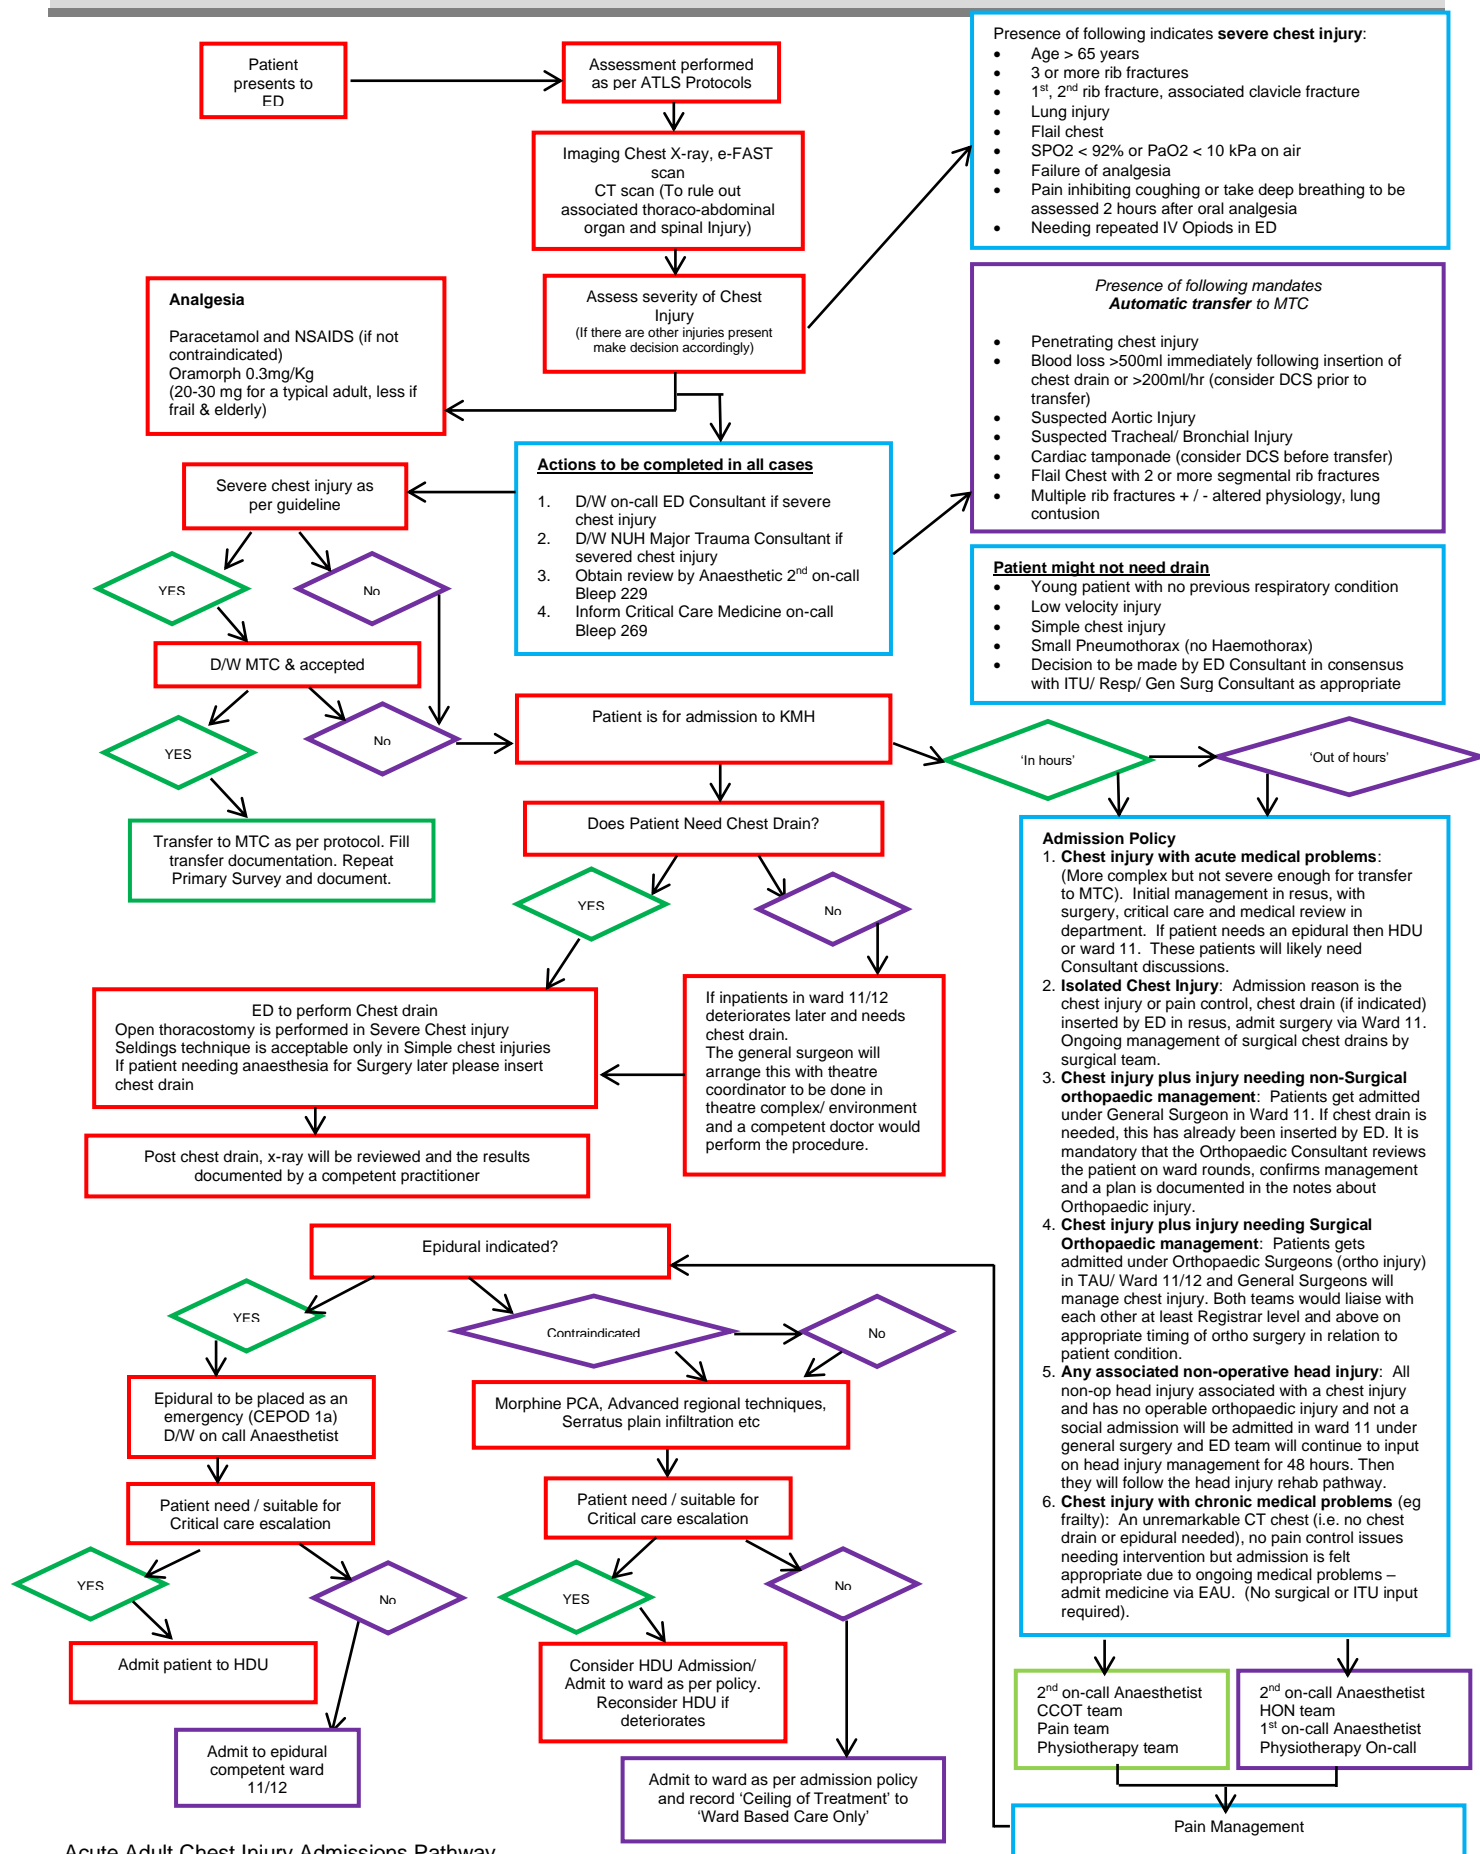 Patient
presents to
ED
Assessment performed
as per ATLS Protocols
Imaging Chest X-ray, e-FAST
scan
CT scan (To rule out
associated thoraco-abdominal
organ and spinal Injury)
Assess severity of Chest
Injury
(If there are other injuries present
make decision accordingly)
Presence of following indicates severe chest injury:
• Age > 65 years
• 3 or more rib fractures
• 1st, 2nd rib fracture, associated clavicle fracture
• Lung injury
• Flail chest
• SPO2 < 92% or PaO2 < 10 kPa on air
• Failure of analgesia
• Pain inhibiting coughing or take deep breathing to be
assessed 2 hours after oral analgesia
• Needing repeated IV Opiods in ED
Analgesia
Paracetamol and NSAIDS (if not
contraindicated)
Oramorph 0.3mg/Kg
(20-30 mg for a typical adult, less if
frail & elderly)
Presence of following mandates
Automatic transfer to MTC
• Penetrating chest injury
• Blood loss >500ml immediately following insertion of
chest drain or >200ml/hr (consider DCS prior to
transfer)
• Suspected Aortic Injury
• Suspected Tracheal/ Bronchial Injury
• Cardiac tamponade (consider DCS before transfer)
• Flail Chest with 2 or more segmental rib fractures
• Multiple rib fractures + / - altered physiology, lung
contusion
Severe chest injury as
per guideline
Actions to be completed in all cases
1. D/W on-call ED Consultant if severe
chest injury
2. D/W NUH Major Trauma Consultant if
severed chest injury
3. Obtain review by Anaesthetic 2nd on-call
Bleep 229
4. Inform Critical Care Medicine on-call
Bleep 269
YES
No
Patient might not need drain
• Young patient with no previous respiratory condition
• Low velocity injury
• Simple chest injury
• Small Pneumothorax (no Haemothorax)
• Decision to be made by ED Consultant in consensus
with ITU/ Resp/ Gen Surg Consultant as appropriate
D/W MTC & accepted
YES
No
Patient is for admission to KMH
'In hours'
'Out of hours'
Transfer to MTC as per protocol. Fill
transfer documentation. Repeat
Primary Survey and document.
Does Patient Need Chest Drain?
YES
No
ED to perform Chest drain
Open thoracostomy is performed in Severe Chest injury
Seldings technique is acceptable only in Simple chest injuries
If patient needing anaesthesia for Surgery later please insert
chest drain
If inpatients in ward 11/12
deteriorates later and needs
chest drain.
The general surgeon will
arrange this with theatre
coordinator to be done in
theatre complex/ environment
and a competent doctor would
perform the procedure.
Post chest drain, x-ray will be reviewed and the results
documented by a competent practitioner
Admission Policy
1. Chest injury with acute medical problems:
(More complex but not severe enough for transfer
to MTC). Initial management in resus, with
surgery, critical care and medical review in
department. If patient needs an epidural then HDU
or ward 11. These patients will likely need
Consultant discussions.
2. Isolated Chest Injury: Admission reason is the
chest injury or pain control, chest drain (if indicated)
inserted by ED in resus, admit surgery via Ward 11.
Ongoing management of surgical chest drains by
surgical team.
3. Chest injury plus injury needing non-Surgical
orthopaedic management: Patients get admitted
under General Surgeon in Ward 11. If chest drain is
needed, this has already been inserted by ED. It is
mandatory that the Orthopaedic Consultant reviews
the patient on ward rounds, confirms management
and a plan is documented in the notes about
Orthopaedic injury.
4. Chest injury plus injury needing Surgical
Orthopaedic management: Patients gets
admitted under Orthopaedic Surgeons (ortho injury)
in TAU/ Ward 11/12 and General Surgeons will
manage chest injury. Both teams would liaise with
each other at least Registrar level and above on
appropriate timing of ortho surgery in relation to
patient condition.
5. Any associated non-operative head injury: All
non-op head injury associated with a chest injury
and has no operable orthopaedic injury and not a
social admission will be admitted in ward 11 under
general surgery and ED team will continue to input
on head injury management for 48 hours. Then
they will follow the head injury rehab pathway.
6. Chest injury with chronic medical problems (eg
frailty): An unremarkable CT chest (i.e. no chest
drain or epidural needed), no pain control issues
needing intervention but admission is felt
appropriate due to ongoing medical problems –
admit medicine via EAU. (No surgical or ITU input
required).
Epidural indicated?
YES
Contraindicated
No
Epidural to be placed as an
emergency (CEPOD 1a)
D/W on call Anaesthetist
Morphine PCA, Advanced regional techniques,
Serratus plain infiltration etc
Patient need / suitable for
Critical care escalation
Patient need / suitable for
Critical care escalation
YES
No
YES
No
Admit patient to HDU
Consider HDU Admission/
Admit to ward as per policy.
Reconsider HDU if
deteriorates
Admit to epidural
competent ward
11/12
Admit to ward as per admission policy
and record 'Ceiling of Treatment' to
'Ward Based Care Only'
2nd on-call Anaesthetist
CCOT team
Pain team
Physiotherapy team
2nd on-call Anaesthetist
HON team
1st on-call Anaesthetist
Physiotherapy On-call
Pain Management
Acute Adult Chest Injury Admissions Pathway